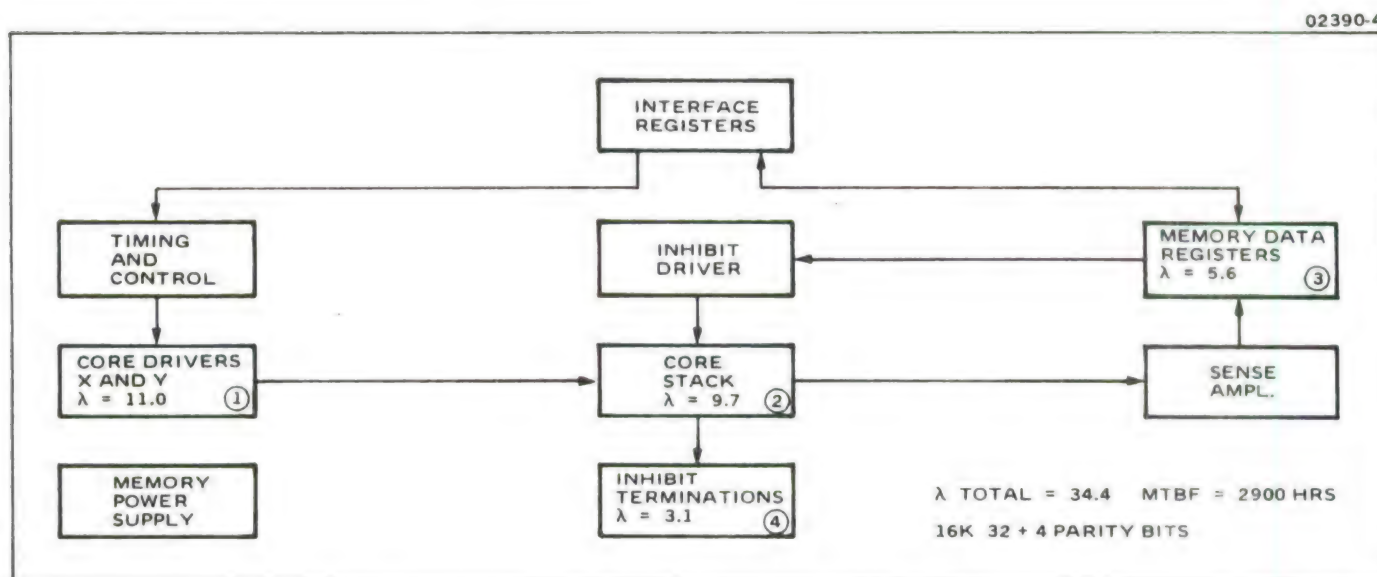 02390-4
INTERFACE
REGISTERS
TIMING
AND
CONTROL
INHIBIT
DRIVER
MEMORY DATA
REGISTERS
λ = 5.6
3
CORE DRIVERS
X AND Y
λ = 11.0
1
CORE
STACK
λ = 9.7
2
SENSE
AMPL.
MEMORY
POWER
SUPPLY
INHIBIT
TERMINATIONS
λ = 3.1
4
λ TOTAL = 34.4 MTBF = 2900 HRS
16K 32 + 4 PARITY BITS